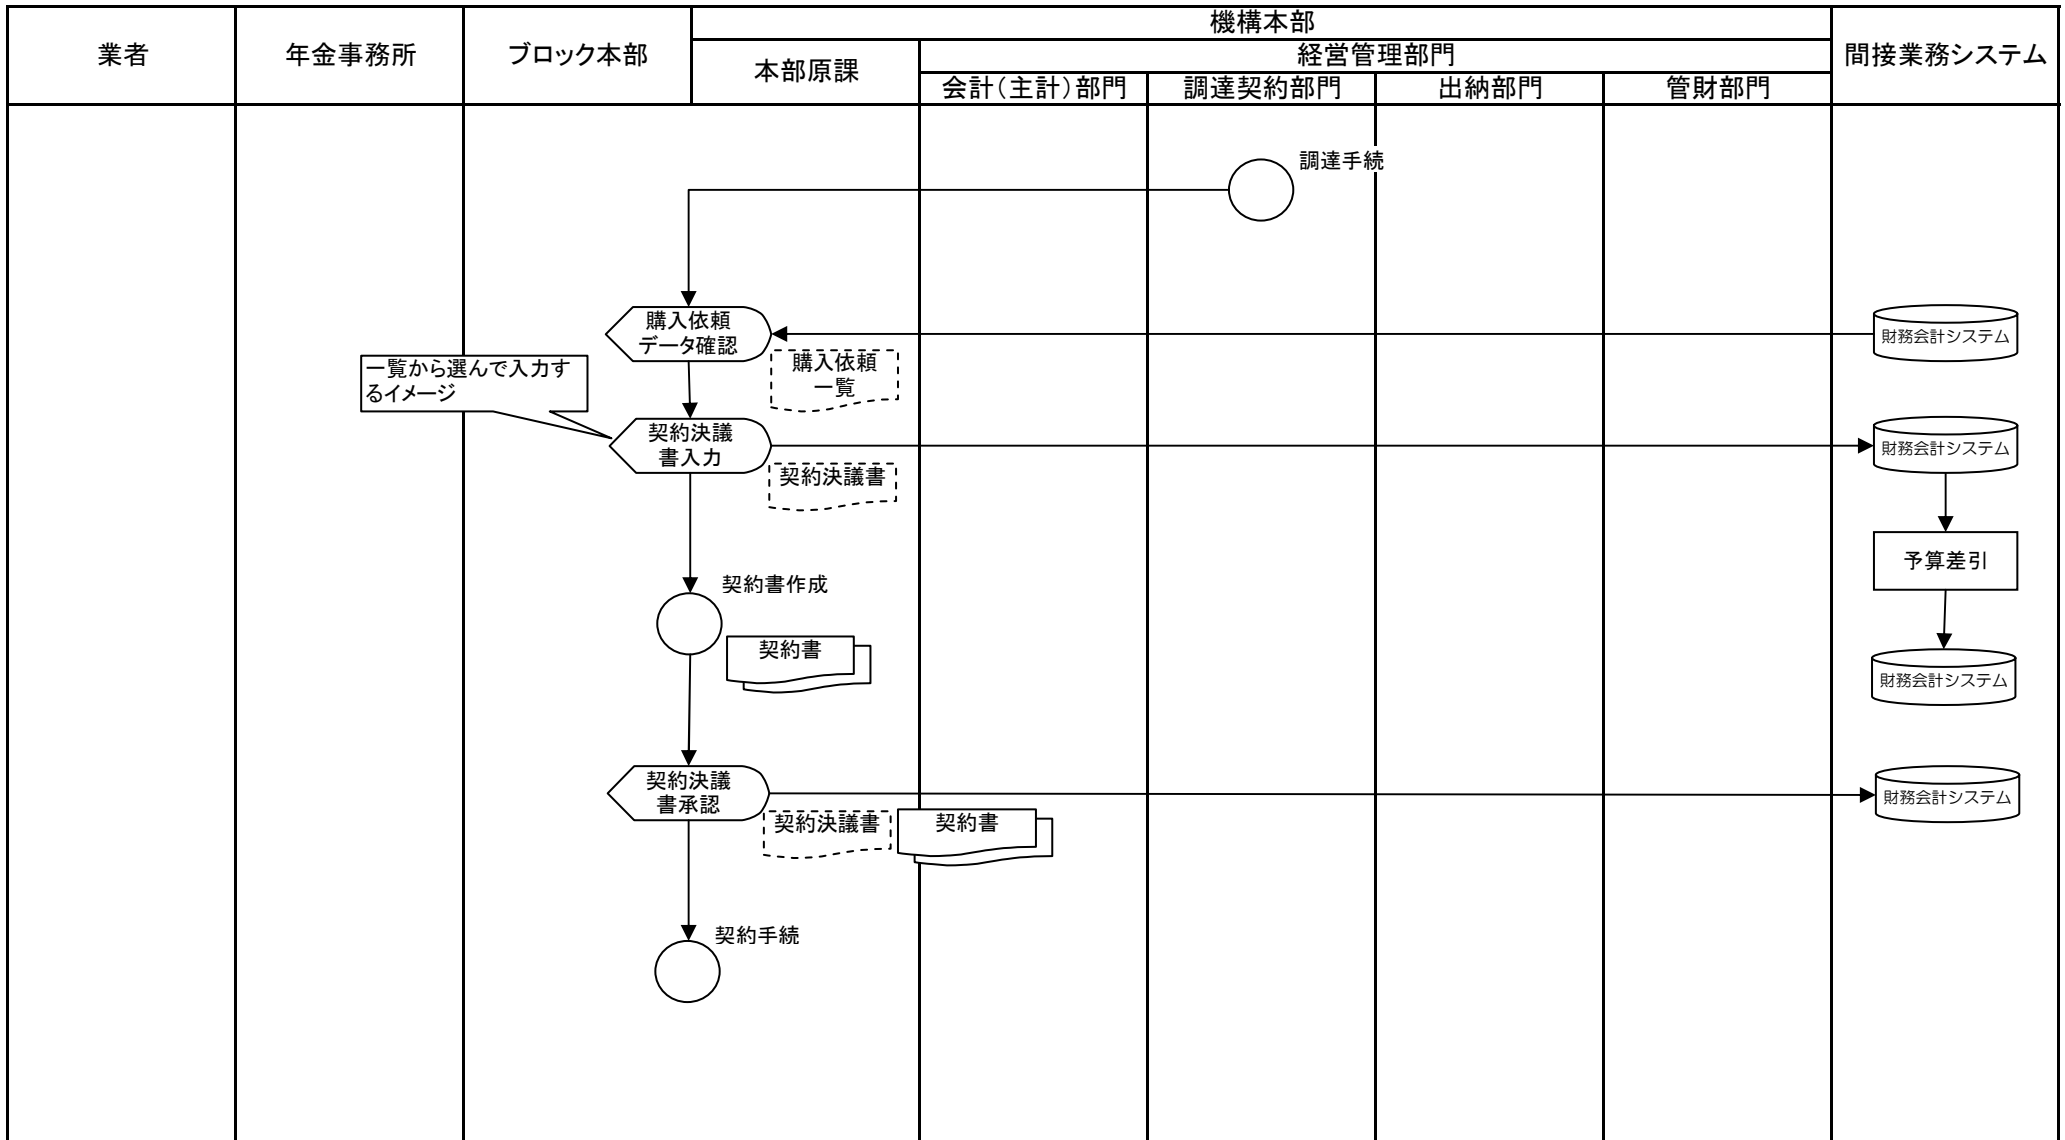 業者
年金事務所
ブロック本部
機構本部
間接業務システム
本部原課
経営管理部門
会計(主計)部門
調達契約部門
出納部門
管財部門
調達手続
購入依頼
データ確認
財務会計システム
購入依頼
一覧
一覧から選んで入力す
るイメージ
契約決議
書入力
財務会計システム
契約決議書
予算差引
契約書作成
契約書
財務会計システム
契約決議
書承認
財務会計システム
契約決議書
契約書
契約手続